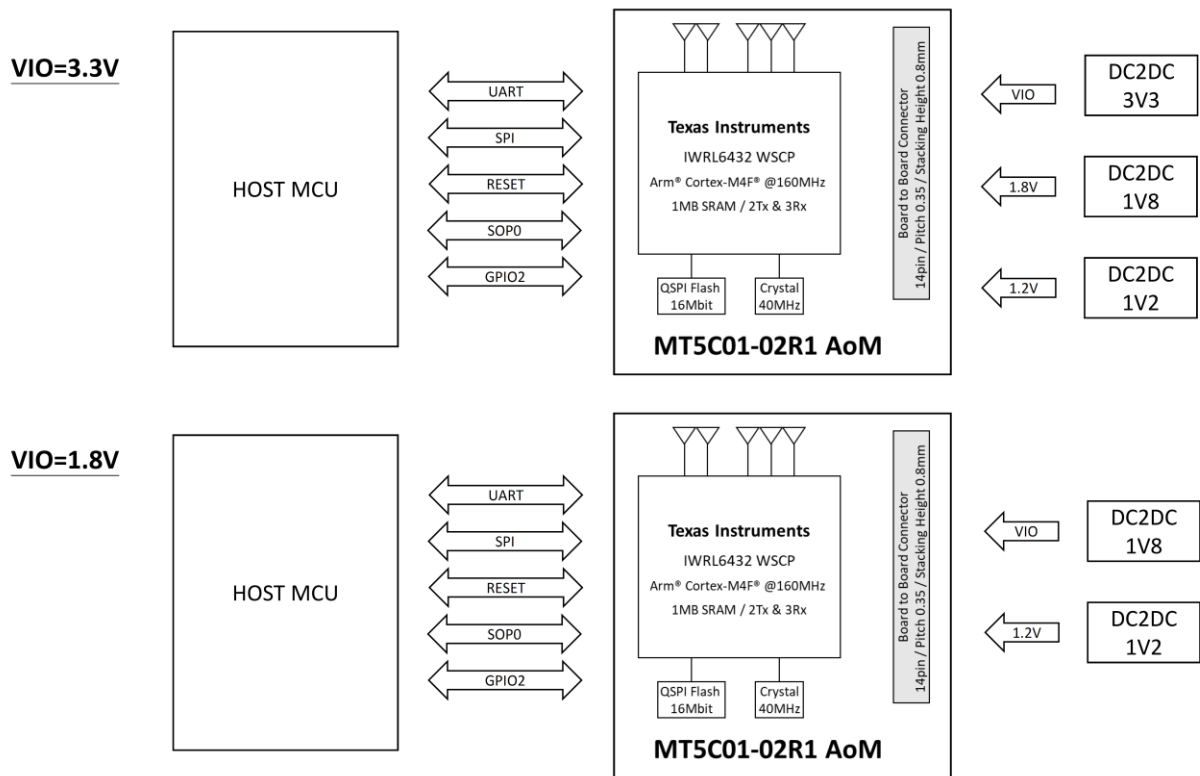 VIO=3.3V
HOST MCU
UART
SPI
RESET
SOP0
GPIO2
Texas Instruments
IWRL6432 WSCP
Arm® Cortex-M4F® @160MHz
1MB SRAM / 2Tx & 3Rx
QSPI Flash
16Mbit
Crystal
40MHz
MT5C01-02R1 AoM
Board to Board Connector
14pin / Pitch 0.35 / Stacking Height 0.8mm
VIO
DC2DC
3V3
1.8V
DC2DC
1V8
1.2V
DC2DC
1V2
VIO=1.8V
HOST MCU
UART
SPI
RESET
SOP0
GPIO2
Texas Instruments
IWRL6432 WSCP
Arm® Cortex-M4F® @160MHz
1MB SRAM / 2Tx & 3Rx
QSPI Flash
16Mbit
Crystal
40MHz
MT5C01-02R1 AoM
Board to Board Connector
14pin / Pitch 0.35 / Stacking Height 0.8mm
VIO
DC2DC
1V8
1.2V
DC2DC
1V2